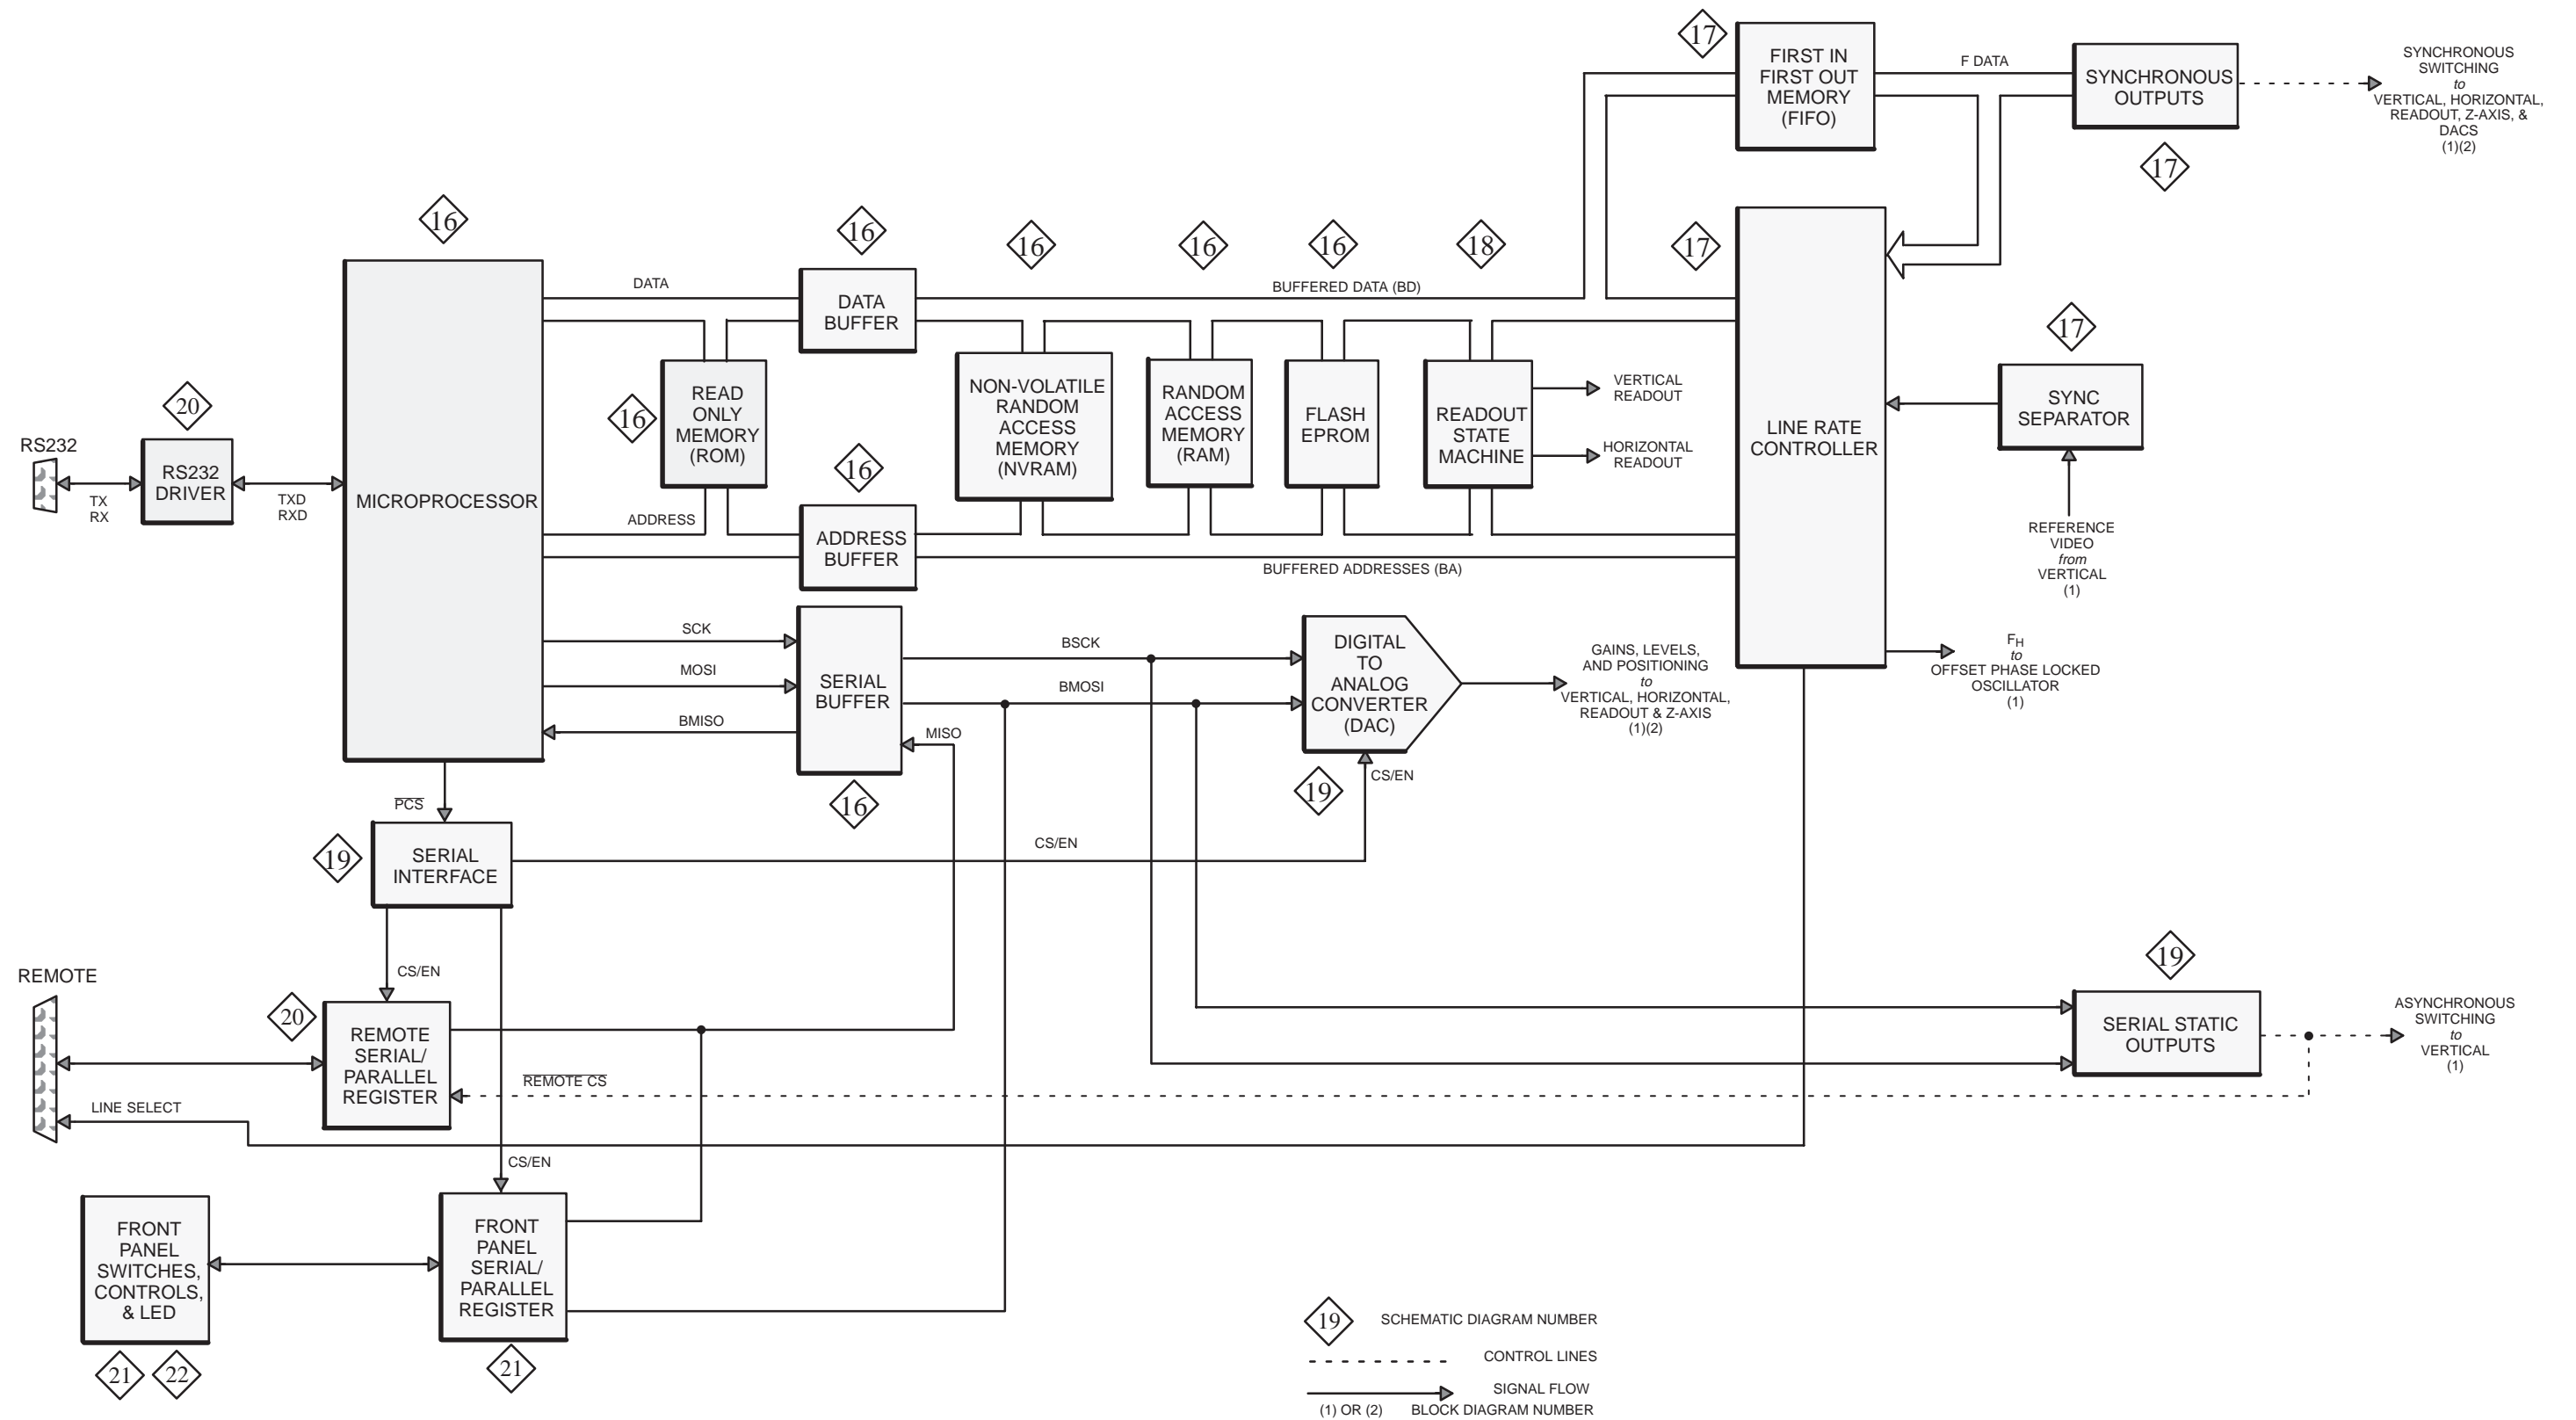 17
FIRST IN
FIRST OUT
MEMORY
(FIFO)
F DATA
SYNCHRONOUS
OUTPUTS
17
SYNCHRONOUS
SWITCHING
to
VERTICAL, HORIZONTAL,
READOUT, Z-AXIS, &
DACS
(1)(2)
16
16
16
16
16
18
17
DATA
DATA
BUFFER
BUFFERED DATA (BD)
17
SYNC
SEPARATOR
REFERENCE
VIDEO
from
VERTICAL
(1)
20
RS232
TX
RX
RS232
DRIVER
TXD
RXD
MICROPROCESSOR
16
READ
ONLY
MEMORY
(ROM)
NON-VOLATILE
RANDOM
ACCESS
MEMORY
(NVRAM)
RANDOM
ACCESS
MEMORY
(RAM)
FLASH
EPROM
READOUT
STATE
MACHINE
VERTICAL
READOUT
HORIZONTAL
READOUT
LINE RATE
CONTROLLER
16
ADDRESS
ADDRESS
BUFFER
BUFFERED ADDRESSES (BA)
SCK
MOSI
BMISO
SERIAL
BUFFER
16
BSCK
BMOSI
MISO
DIGITAL
TO
ANALOG
CONVERTER
(DAC)
19
CS/EN
GAINS, LEVELS,
AND POSITIONING
to
VERTICAL, HORIZONTAL,
READOUT & Z-AXIS
(1)(2)
FH
to
OFFSET PHASE LOCKED
OSCILLATOR
(1)
PCS
19
SERIAL
INTERFACE
CS/EN
CS/EN
REMOTE
20
REMOTE
SERIAL/
PARALLEL
REGISTER
REMOTE CS
LINE SELECT
19
SERIAL STATIC
OUTPUTS
ASYNCHRONOUS
SWITCHING
to
VERTICAL
(1)
CS/EN
FRONT
PANEL
SWITCHES,
CONTROLS,
& LED
21
22
FRONT
PANEL
SERIAL/
PARALLEL
REGISTER
21
19
SCHEMATIC DIAGRAM NUMBER
CONTROL LINES
SIGNAL FLOW
(1) OR (2) BLOCK DIAGRAM NUMBER